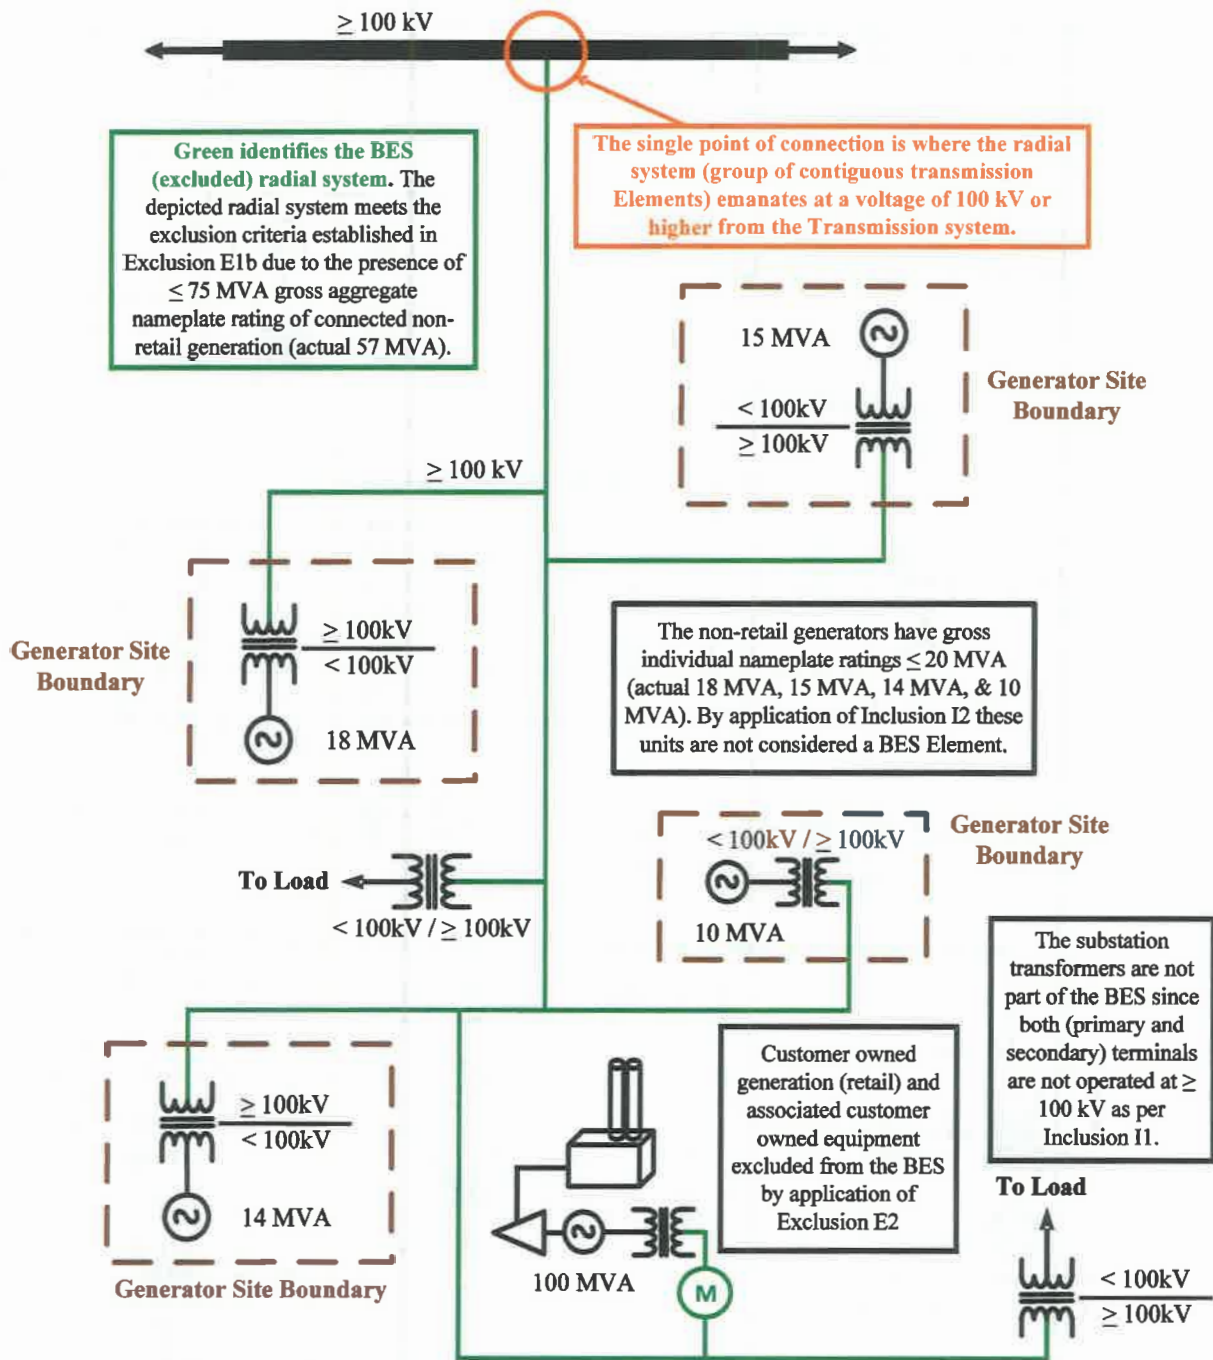 ≥ 100 kV
Green identifies the BES
(excluded) radial system. The
depicted radial system meets the
exclusion criteria established in
Exclusion E1b due to the presence of
≤ 75 MVA gross aggregate
nameplate rating of connected non-
retail generation (actual 57 MVA).
The single point of connection is where the radial
system (group of contiguous transmission
Elements) emanates at a voltage of 100 kV or
higher from the Transmission system.
15 MVA
< 100kV
≥ 100kV
Generator Site
Boundary
≥ 100 kV
Generator Site
Boundary
≥ 100kV
< 100kV
18 MVA
The non-retail generators have gross
individual nameplate ratings ≤ 20 MVA
(actual 18 MVA, 15 MVA, 14 MVA, & 10
MVA). By application of Inclusion I2 these
units are not considered a BES Element.
To Load
< 100kV / ≥ 100kV
< 100kV / ≥ 100kV
10 MVA
Generator Site
Boundary
The substation
transformers are not
part of the BES since
both (primary and
secondary) terminals
are not operated at ≥
100 kV as per
Inclusion I1.
≥ 100kV
< 100kV
14 MVA
Generator Site Boundary
Customer owned
generation (retail) and
associated customer
owned equipment
excluded from the BES
by application of
Exclusion E2
100 MVA
M
To Load
< 100kV
≥ 100kV